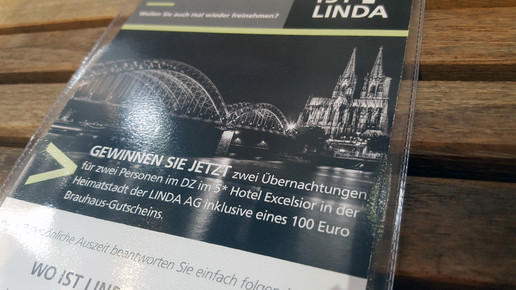 LINDA
Wollen Sie auch mal wieder freinehmen?
GEWINNEN SIE JETZT zwei Übernachtungen
für zwei Personen im DZ im 5* Hotel Excelsior in der
Heimatstadt der LINDA AG inklusive eines 100 Euro
Brauhaus-Gutscheins.
Auszeit beantworten Sie einfach
WO IST